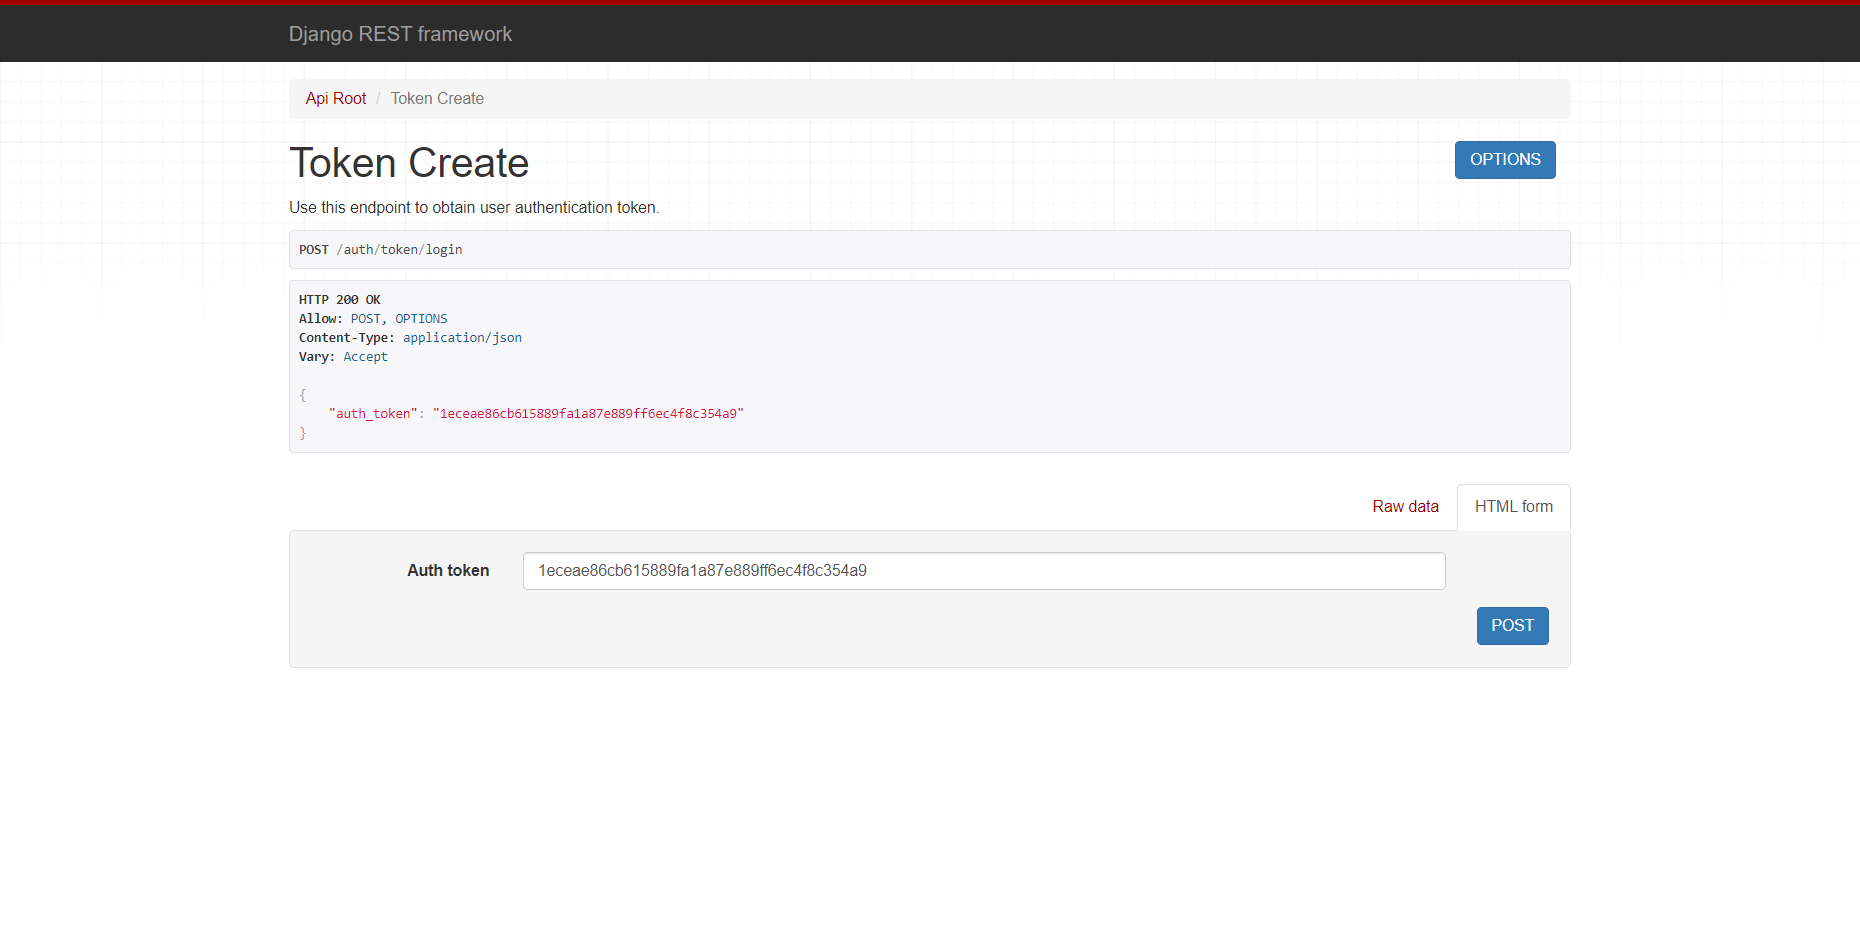 Django REST framework
Api Root / Token Create
Token Create
OPTIONS
Use this endpoint to obtain user authentication token.
POST /auth/token/login
HTTP 200 OK
Allow: POST, OPTIONS
Content-Type: application/json
Vary: Accept
{
"auth_token": "1eceae86cb615889fa1a87e889ff6ec4f8c354a9"
}
Raw data
HTML form
Auth token
1eceae86cb615889fa1a87e889ff6ec4f8c354a9
POST